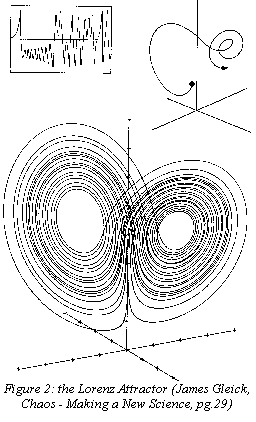 Figure 2: the Lorenz Attractor (James Gleick,
Chaos - Making a New Science, pg.29)